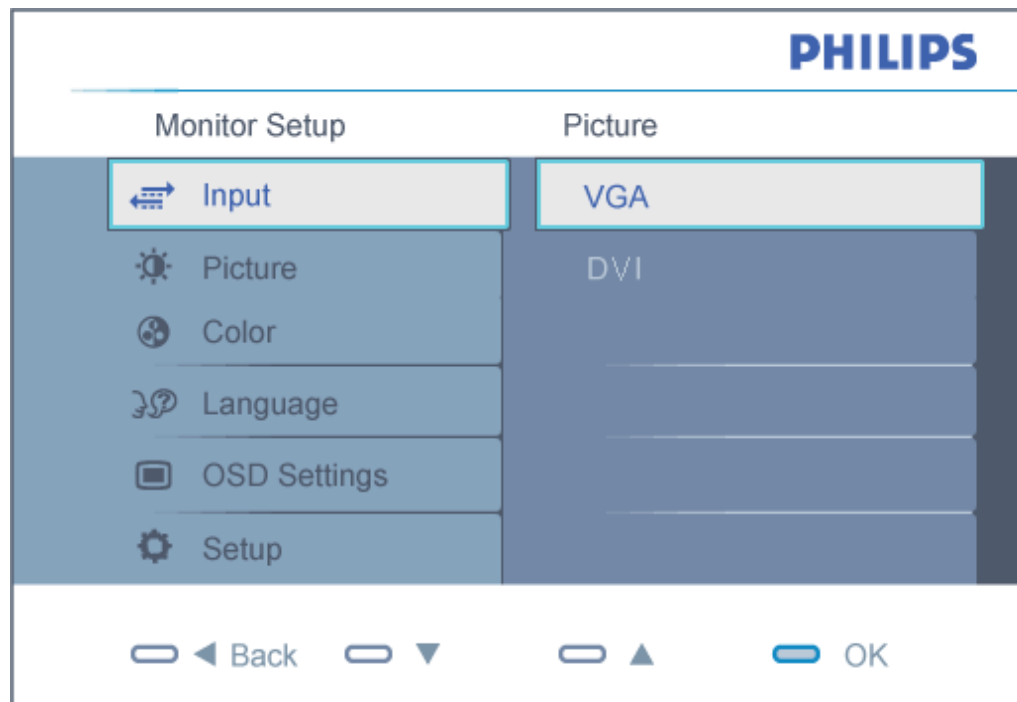 PHILIPS
Monitor Setup Picture
Input VGA
Picture DVI
Color
Language
OSD Settings
Setup
Back OK